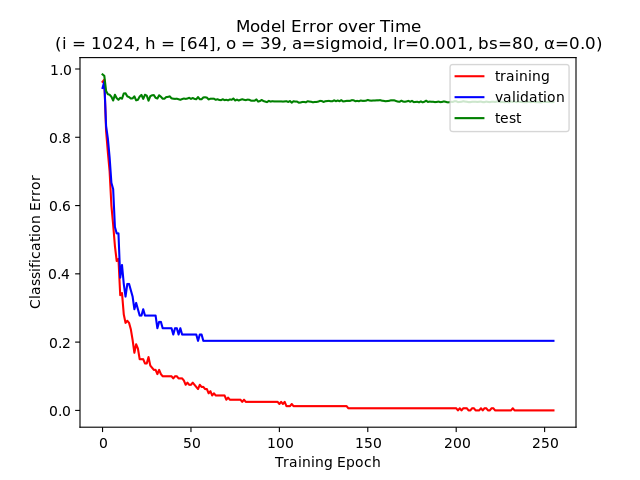 Model Error over Time
(i = 1024, h = [64], o = 39, a=sigmoid, lr=0.001, bs=80, α=0.0)
training
validation
test
1.0
0.8
0.6
0.4
0.2
0.0
Classification Error
0 50 100 150 200 250
Training Epoch